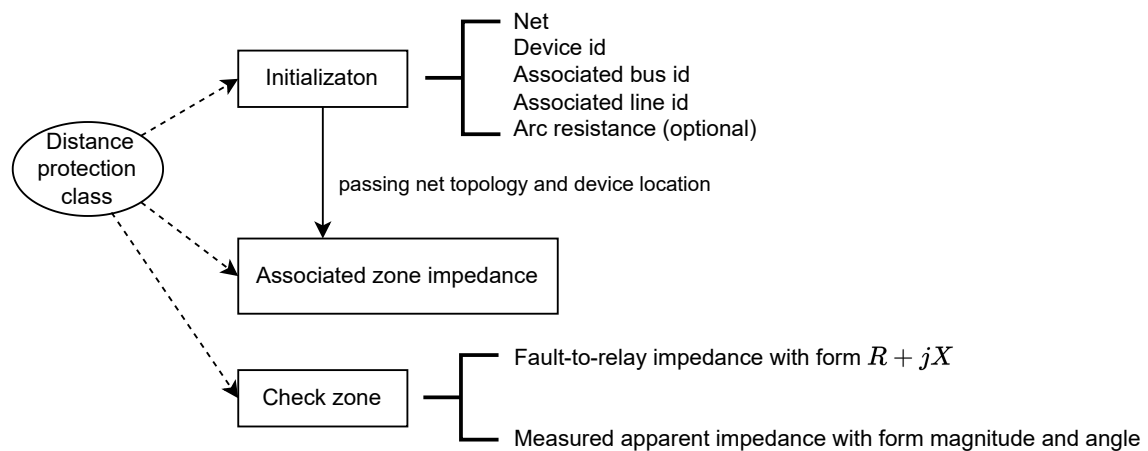 Distance
protection
class
Initializaton
Net
Device id
Associated bus id
Associated line id
Arc resistance (optional)
passing net topology and device location
Associated zone impedance
Check zone
Fault-to-relay impedance with form R + jX
Measured apparent impedance with form magnitude and angle